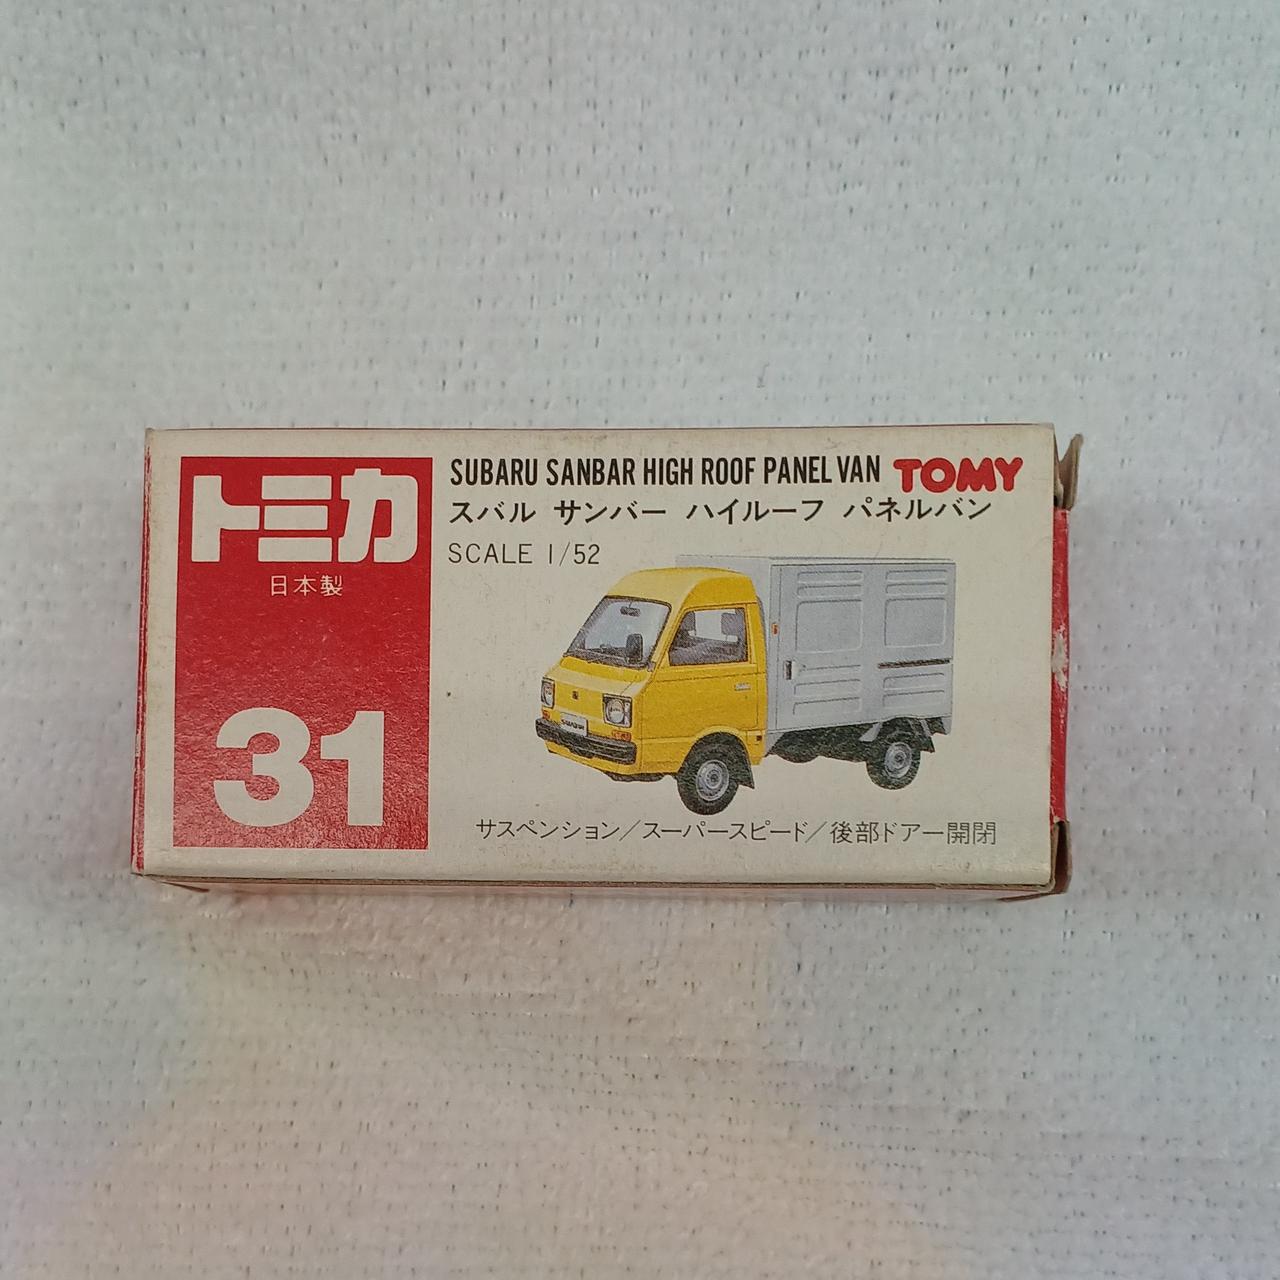 トミカ
日本製
31
SUBARU SANBAR HIGH ROOF PANEL VAN TOMY
スバル サンバー ハイルーフ パネルバン
SCALE 1/52
サスペンション/スーパースピード/後部ドアー開閉